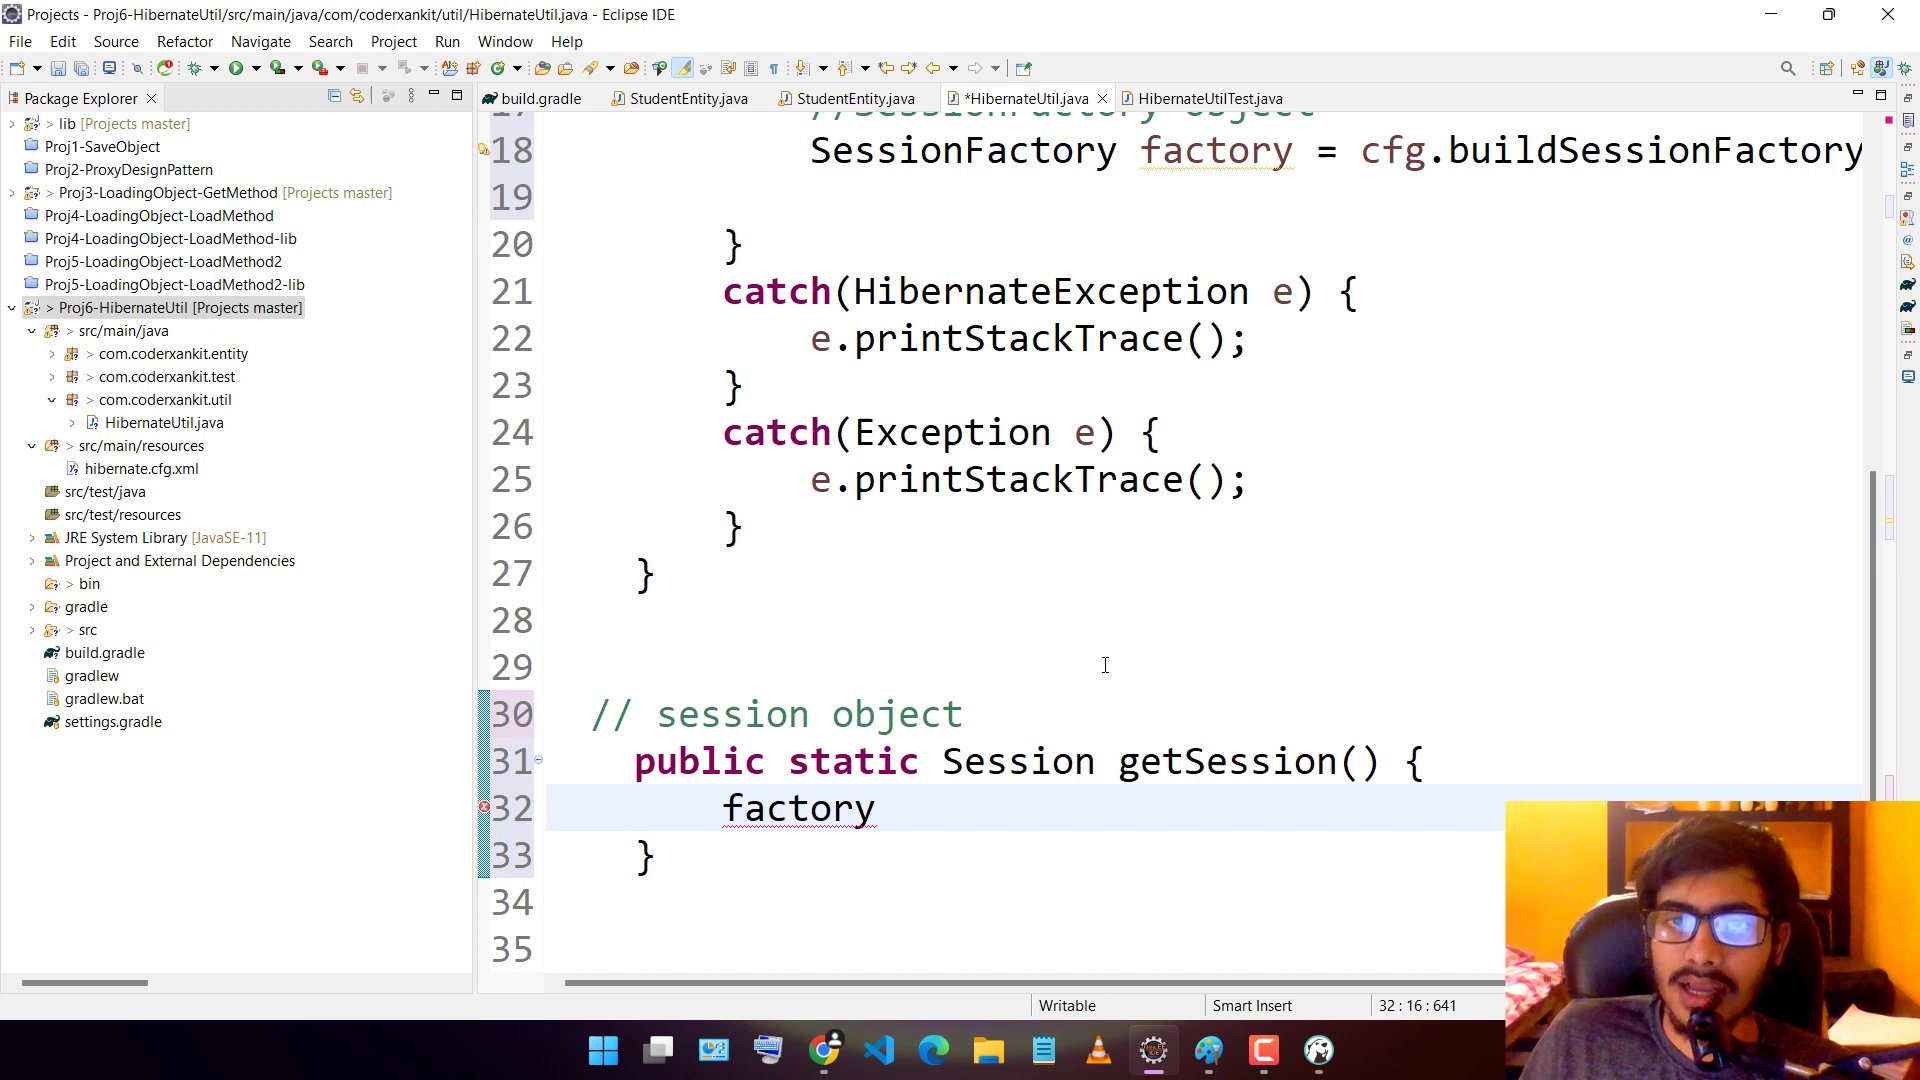 Projects - Proj6-HibernateUtil/src/main/java/com/coderxankit/util/HibernateUtil.java - Eclipse IDE
File Edit Source Refactor Navigate Search Project Run Window Help
Package Explorer
build.gradle
StudentEntity.java
StudentEntity.java
*HibernateUtil.java
HibernateUtilTest.java
> lib [Projects master]
Proj1-SaveObject
Proj2-ProxyDesignPattern
> Proj3-LoadingObject-GetMethod [Projects master]
Proj4-LoadingObject-LoadMethod
Proj4-LoadingObject-LoadMethod-lib
Proj5-LoadingObject-LoadMethod2
Proj5-LoadingObject-LoadMethod2-lib
> Proj6-HibernateUtil [Projects master]
> src/main/java
> com.coderxankit.entity
> com.coderxankit.test
> com.coderxankit.util
HibernateUtil.java
> src/main/resources
hibernate.cfg.xml
src/test/java
src/test/resources
JRE System Library [JavaSE-11]
Project and External Dependencies
> bin
gradle
> src
build.gradle
gradlew
gradlew.bat
settings.gradle
17 //SessionFactory object
18 SessionFactory factory = cfg.buildSessionFactory
19
20 }
21 catch(HibernateException e) {
22 e.printStackTrace();
23 }
24 catch(Exception e) {
25 e.printStackTrace();
26 }
27 }
28
29
30 // session object
31 public static Session getSession() {
32 factory
33 }
34
35
Writable
Smart Insert
32 : 16 : 641